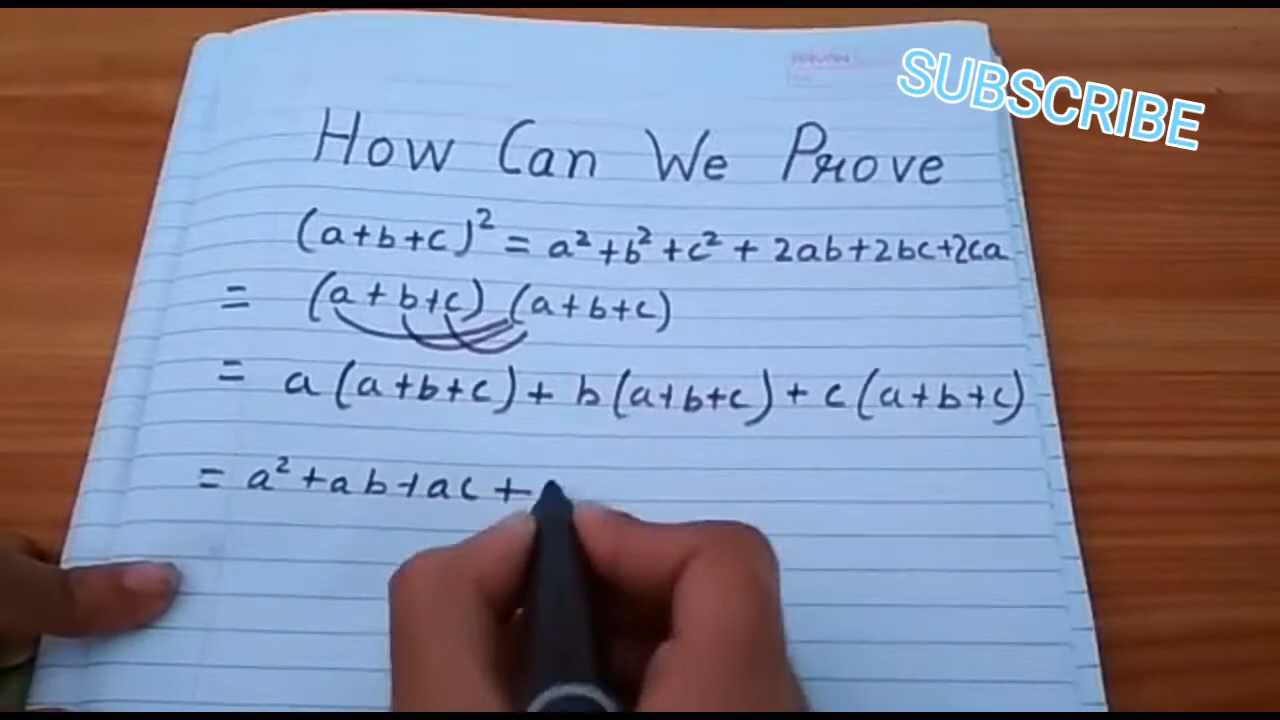 SUBSCRIBE
How Can We Prove
(a+b+c)² = a²+b²+c²+2ab+2bc+2ca
= (a+b+c) (a+b+c)
= a(a+b+c)+b(a+b+c)+c(a+b+c)
= a²+ab+ac+